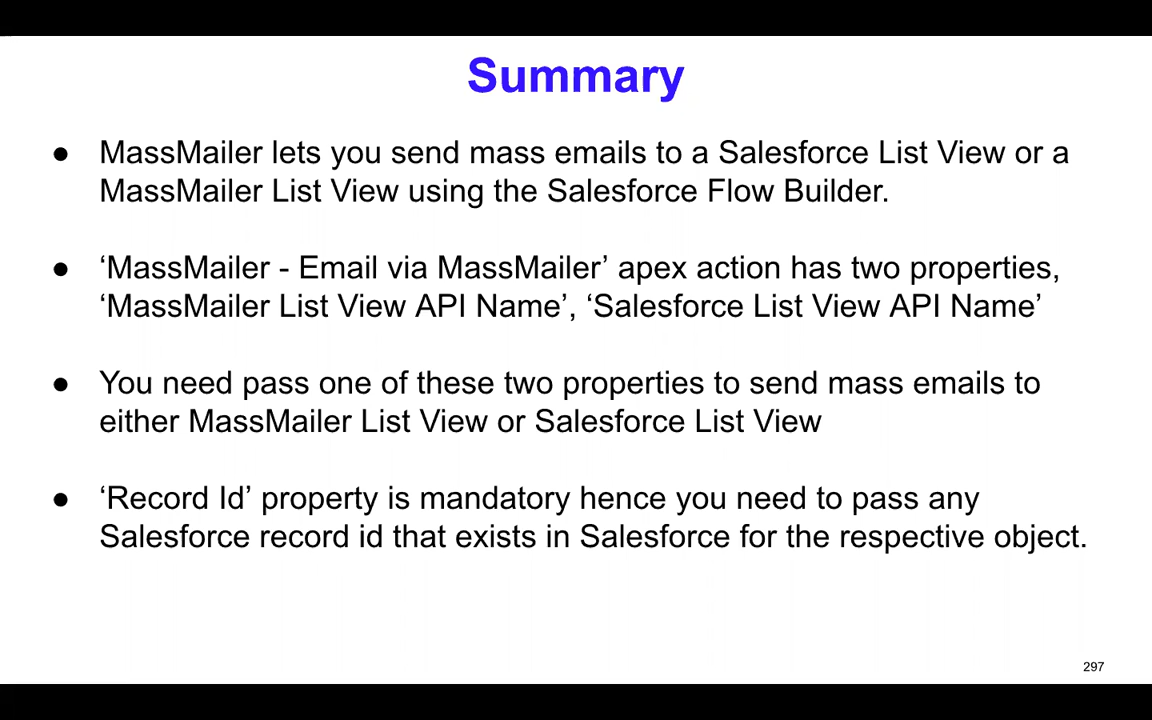 Summary
● MassMailer lets you send mass emails to a Salesforce List View or a
MassMailer List View using the Salesforce Flow Builder.
● ‘MassMailer - Email via MassMailer’ apex action has two properties,
‘MassMailer List View API Name’, ‘Salesforce List View API Name’
● You need pass one of these two properties to send mass emails to
either MassMailer List View or Salesforce List View
● ‘Record Id’ property is mandatory hence you need to pass any
Salesforce record id that exists in Salesforce for the respective object.
297